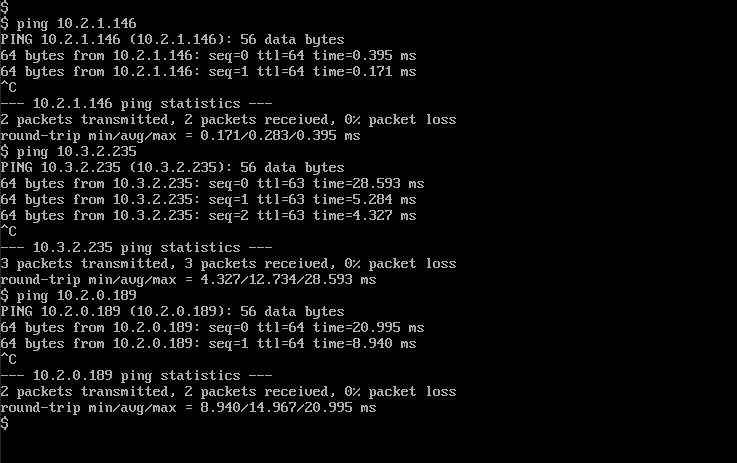 $
$ ping 10.2.1.146
PING 10.2.1.146 (10.2.1.146): 56 data bytes
64 bytes from 10.2.1.146: seq=0 ttl=64 time=0.395 ms
64 bytes from 10.2.1.146: seq=1 ttl=64 time=0.171 ms
^C
--- 10.2.1.146 ping statistics ---
2 packets transmitted, 2 packets received, 0% packet loss
round-trip min/avg/max = 0.171/0.283/0.395 ms
$ ping 10.3.2.235
PING 10.3.2.235 (10.3.2.235): 56 data bytes
64 bytes from 10.3.2.235: seq=0 ttl=63 time=28.593 ms
64 bytes from 10.3.2.235: seq=1 ttl=63 time=5.284 ms
64 bytes from 10.3.2.235: seq=2 ttl=63 time=4.327 ms
^C
--- 10.3.2.235 ping statistics ---
3 packets transmitted, 3 packets received, 0% packet loss
round-trip min/avg/max = 4.327/12.734/28.593 ms
$ ping 10.2.0.189
PING 10.2.0.189 (10.2.0.189): 56 data bytes
64 bytes from 10.2.0.189: seq=0 ttl=64 time=20.995 ms
64 bytes from 10.2.0.189: seq=1 ttl=64 time=8.940 ms
^C
--- 10.2.0.189 ping statistics ---
2 packets transmitted, 2 packets received, 0% packet loss
round-trip min/avg/max = 8.940/14.967/20.995 ms
$